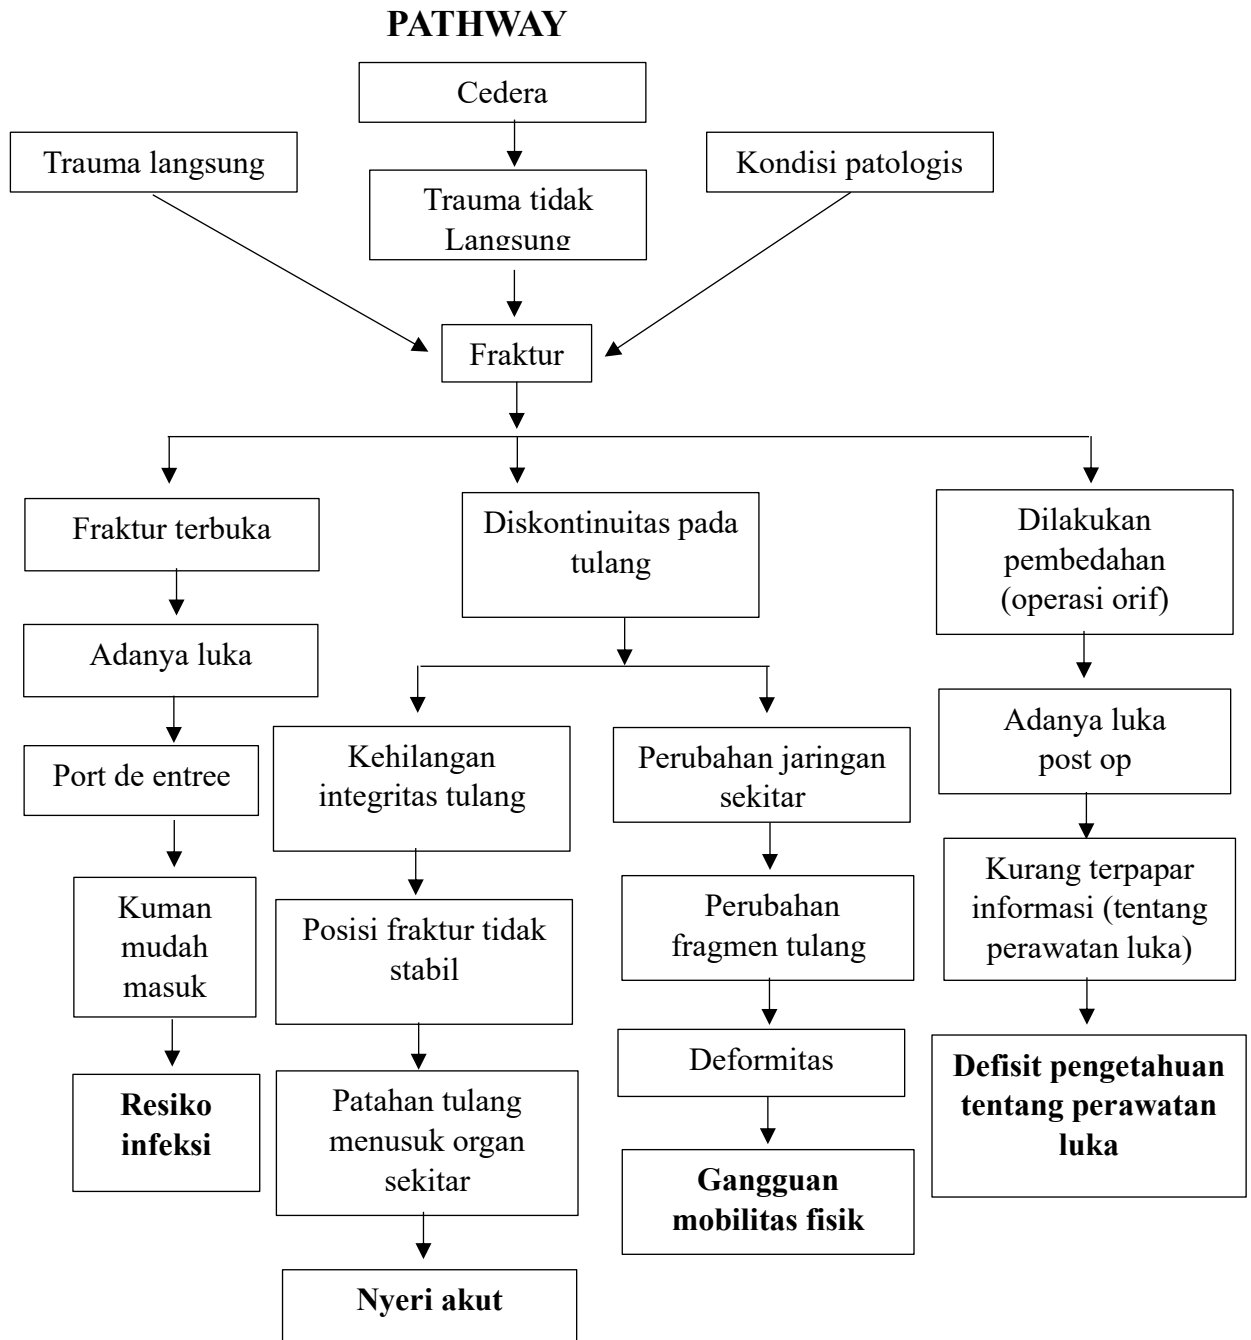 PATHWAY
Cedera
Trauma langsung
Kondisi patologis
Trauma tidak
Langsung
Fraktur
Fraktur terbuka
Diskontinuitas pada
tulang
Dilakukan
pembedahan
(operasi orif)
Adanya luka
Kehilangan
integritas tulang
Perubahan jaringan
sekitar
Adanya luka
post op
Port de entree
Kuman
mudah
masuk
Posisi fraktur tidak
stabil
Perubahan
fragmen tulang
Kurang terpapar
informasi (tentang
perawatan luka)
Resiko
infeksi
Patahan tulang
menusuk organ
sekitar
Deformitas
Defisit pengetahuan
tentang perawatan
luka
Gangguan
mobilitas fisik
Nyeri akut